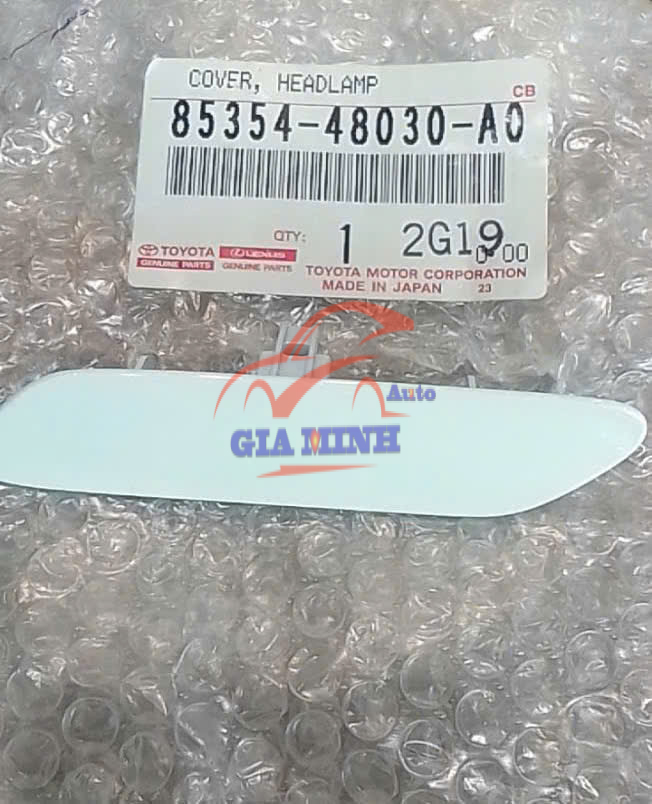 COVER, HEADLAMP
CB
85354-48030-A0
TOYOTA
GENUINE PARTS
LEXUS
GENUINE PARTS
QTY: 1 2G19
0-00
TOYOTA MOTOR CORPORATION
MADE IN JAPAN 23
Auto
GIA MINH